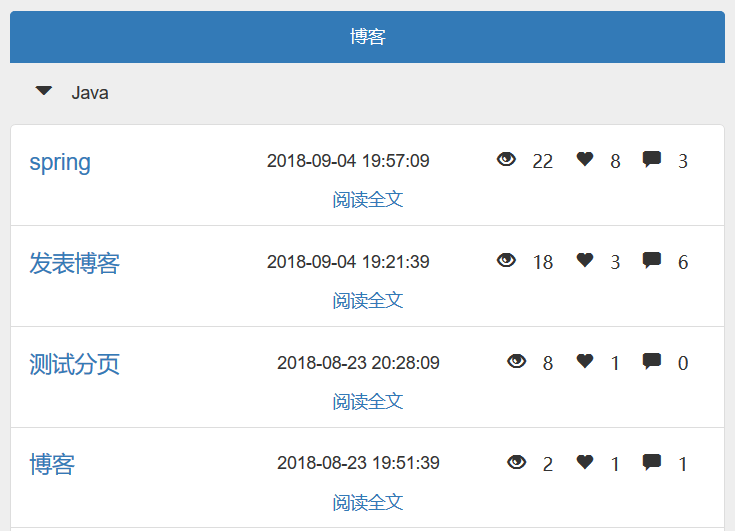 博客
Java
spring 2018-09-04 19:57:09 22 8 3
阅读全文
发表博客 2018-09-04 19:21:39 18 3 6
阅读全文
测试分页 2018-08-23 20:28:09 8 1 0
阅读全文
博客 2018-08-23 19:51:39 2 1 1
阅读全文